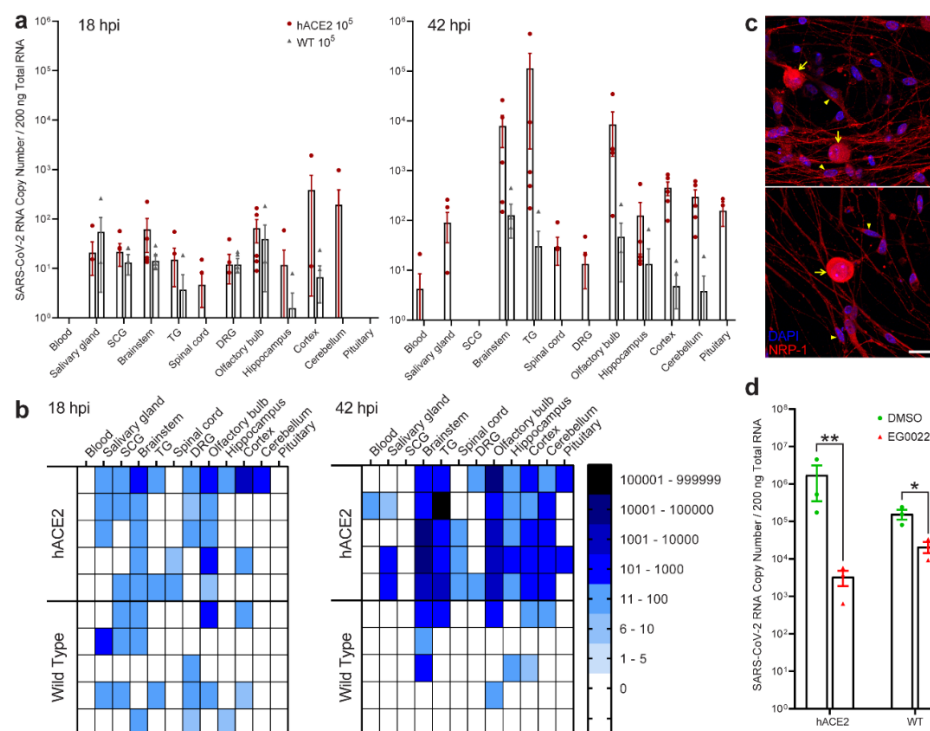 a
18 hpi
hACE2 10⁵
WT 10⁵
SARS-CoV-2 RNA Copy Number / 200 ng Total RNA
10⁶
10⁵
10⁴
10³
10²
10¹
10⁰
Blood
Salivary gland
SCG
Brainstem
TG
Spinal cord
DRG
Olfactory bulb
Hippocampus
Cortex
Cerebellum
Pituitary
42 hpi
10⁶
10⁵
10⁴
10³
10²
10¹
10⁰
Blood
Salivary gland
SCG
Brainstem
TG
Spinal cord
DRG
Olfactory bulb
Hippocampus
Cortex
Cerebellum
Pituitary
c
DAPI
NRP-1
b
18 hpi
Blood
Salivary gland
SCG
Brainstem
TG
Spinal cord
DRG
Olfactory bulb
Hippocampus
Cortex
Cerebellum
Pituitary
hACE2
Wild Type
42 hpi
Blood
Salivary gland
SCG
Brainstem
TG
Spinal cord
DRG
Olfactory bulb
Hippocampus
Cortex
Cerebellum
Pituitary
hACE2
Wild Type
100001 - 999999
10001 - 100000
1001 - 10000
101 - 1000
11 - 100
6 - 10
1 - 5
0
d
SARS-CoV-2 RNA Copy Number / 200 ng Total RNA
10⁸
10⁷
10⁶
10⁵
10⁴
10³
10²
10¹
10⁰
DMSO
EG0022
**
*
hACE2
WT